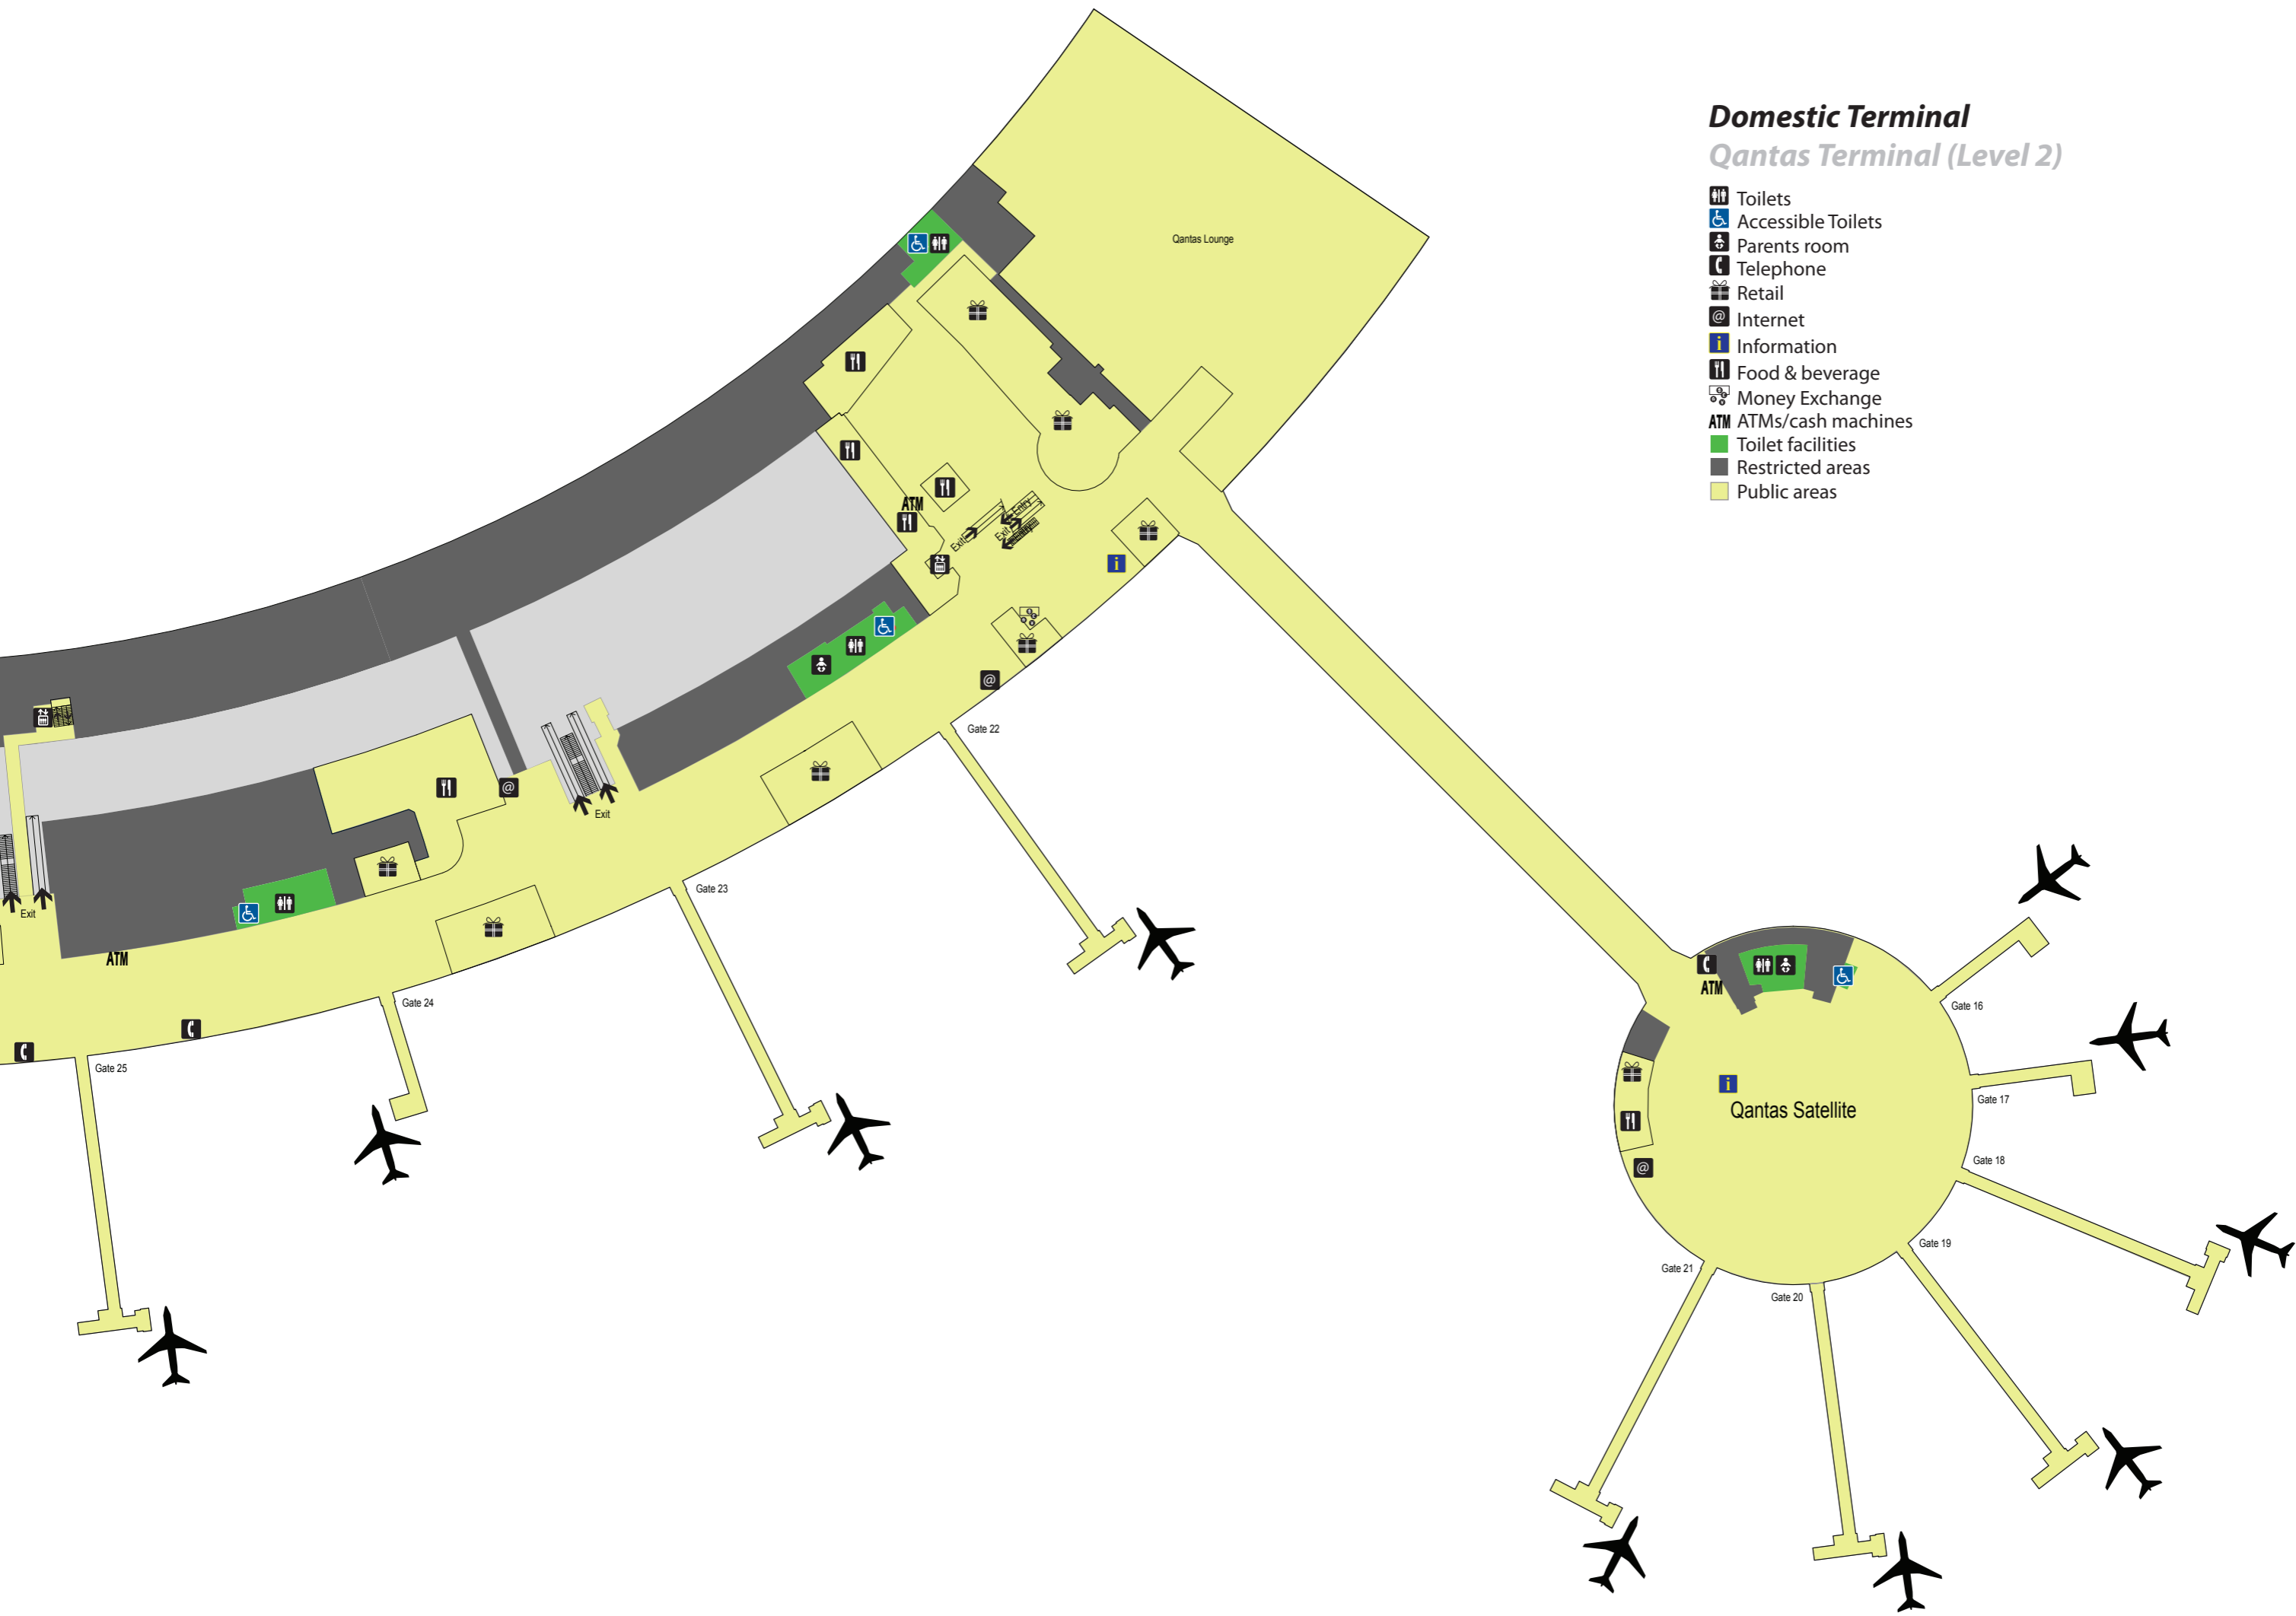 Domestic Terminal
Qantas Terminal (Level 2)
Toilets
Accessible Toilets
Parents room
Telephone
Retail
@ Internet
i Information
Food & beverage
Money Exchange
ATM ATMs/cash machines
Toilet facilities
Restricted areas
Public areas
Qantas Lounge
ATM
Entry
Exit
Exit
i
@
Gate 22
@
Exit
Gate 23
Exit
ATM
Gate 24
Gate 25
ATM
Gate 16
i
Qantas Satellite
Gate 17
@
Gate 18
Gate 19
Gate 21
Gate 20